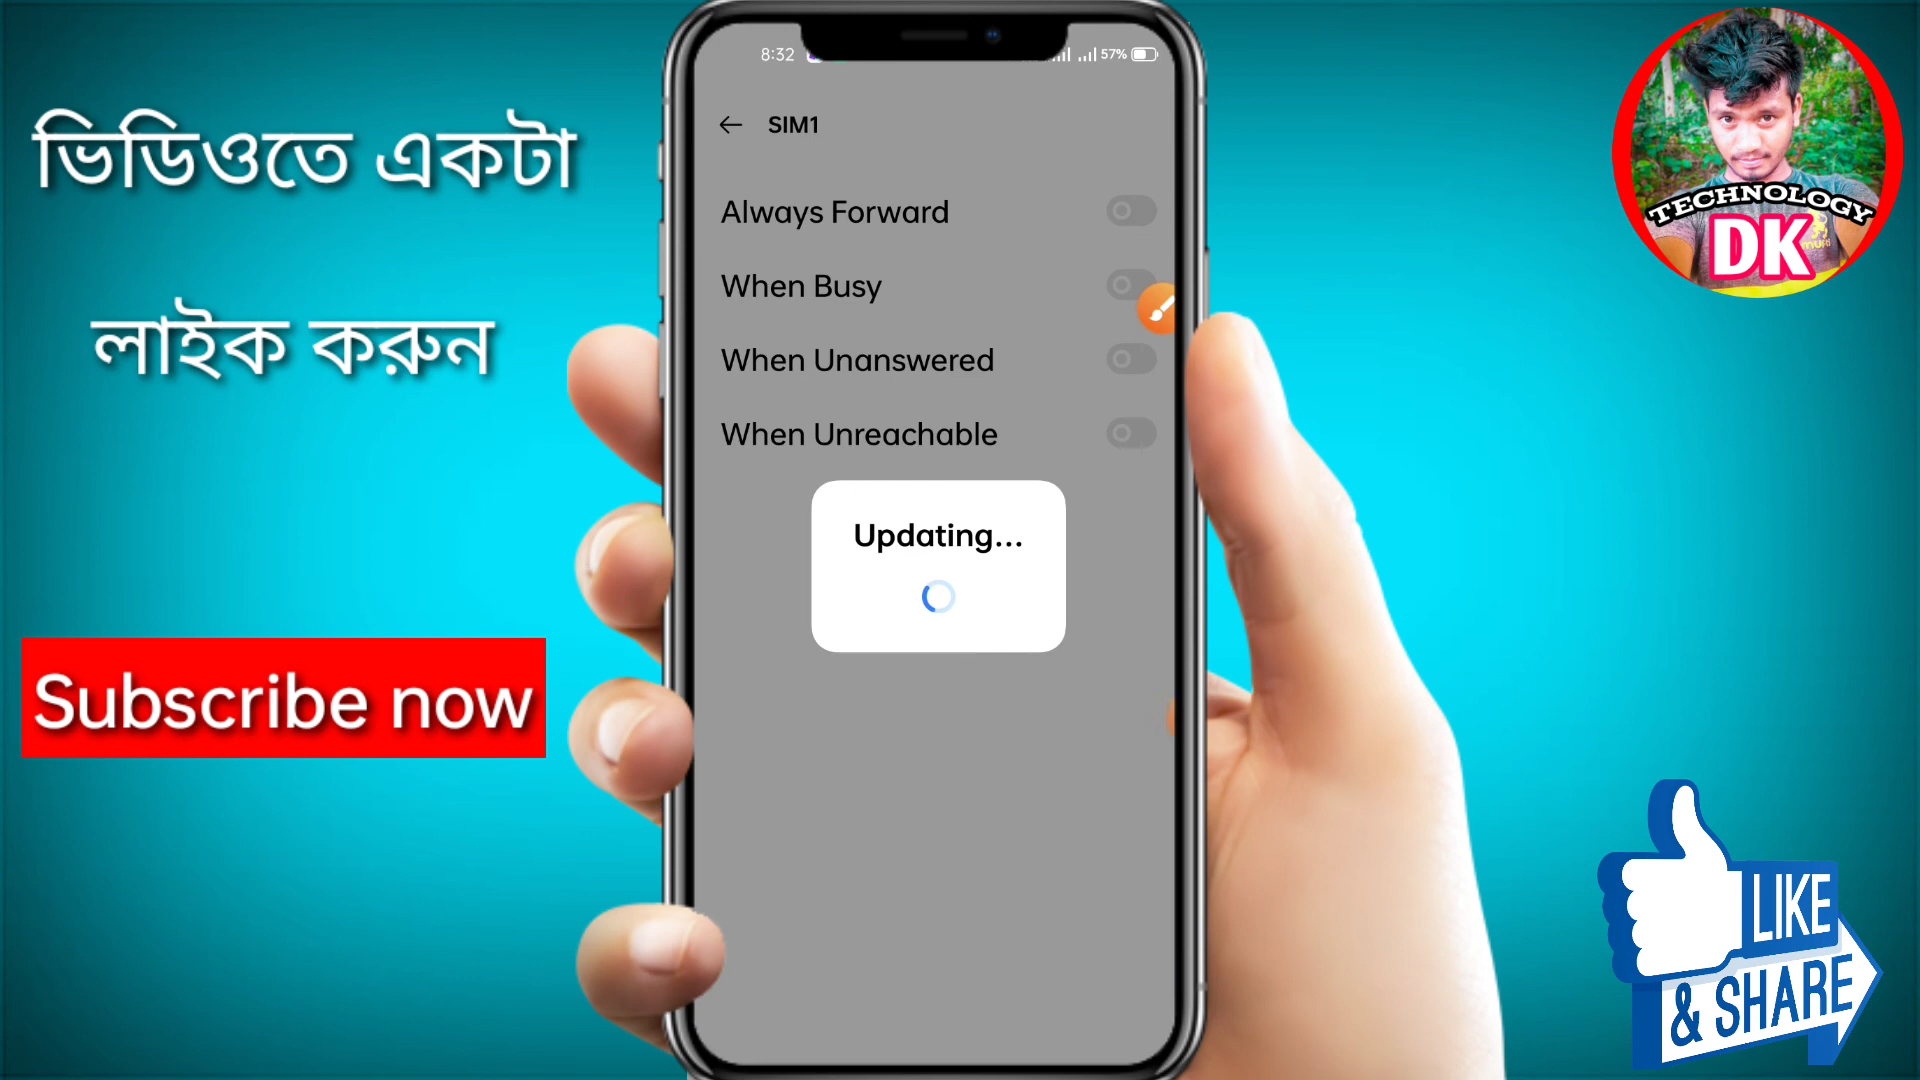 ভিডিওতে একটা
লাইক করুন
Subscribe now
8:32
57%
SIM1
Always Forward
When Busy
When Unanswered
When Unreachable
Updating...
TECHNOLOGY
DK
LIKE
& SHARE